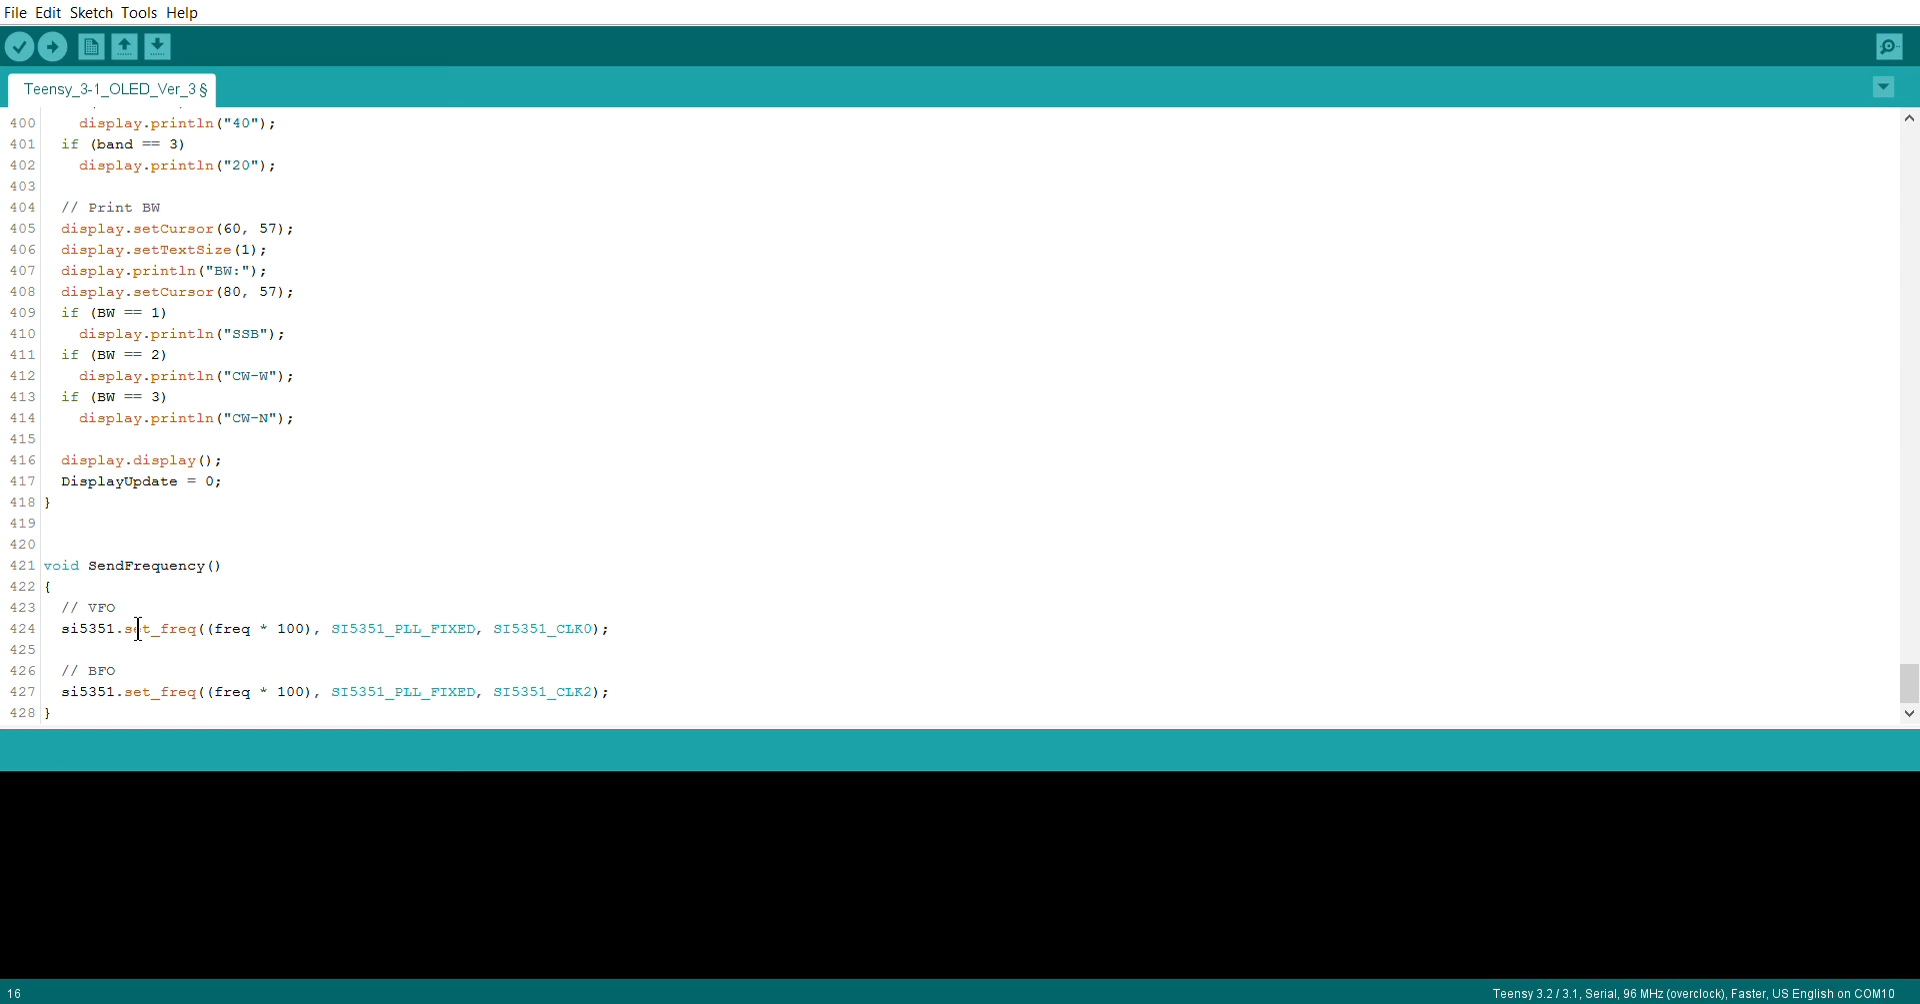 File Edit Sketch Tools Help
Teensy_3-1_OLED_Ver_3 §
400 display.println("40");
401 if (band == 3)
402 display.println("20");
403
404 // Print BW
405 display.setCursor(60, 57);
406 display.setTextSize(1);
407 display.println("BW:");
408 display.setCursor(80, 57);
409 if (BW == 1)
410 display.println("SSB");
411 if (BW == 2)
412 display.println("CW-W");
413 if (BW == 3)
414 display.println("CW-N");
415
416 display.display();
417 DisplayUpdate = 0;
418 }
419
420
421 void SendFrequency()
422 {
423 // VFO
424 si5351.set_freq((freq * 100), SI5351_PLL_FIXED, SI5351_CLK0);
425
426 // BFO
427 si5351.set_freq((freq * 100), SI5351_PLL_FIXED, SI5351_CLK2);
428 }
16
Teensy 3.2 / 3.1, Serial, 96 MHz (overclock), Faster, US English on COM10